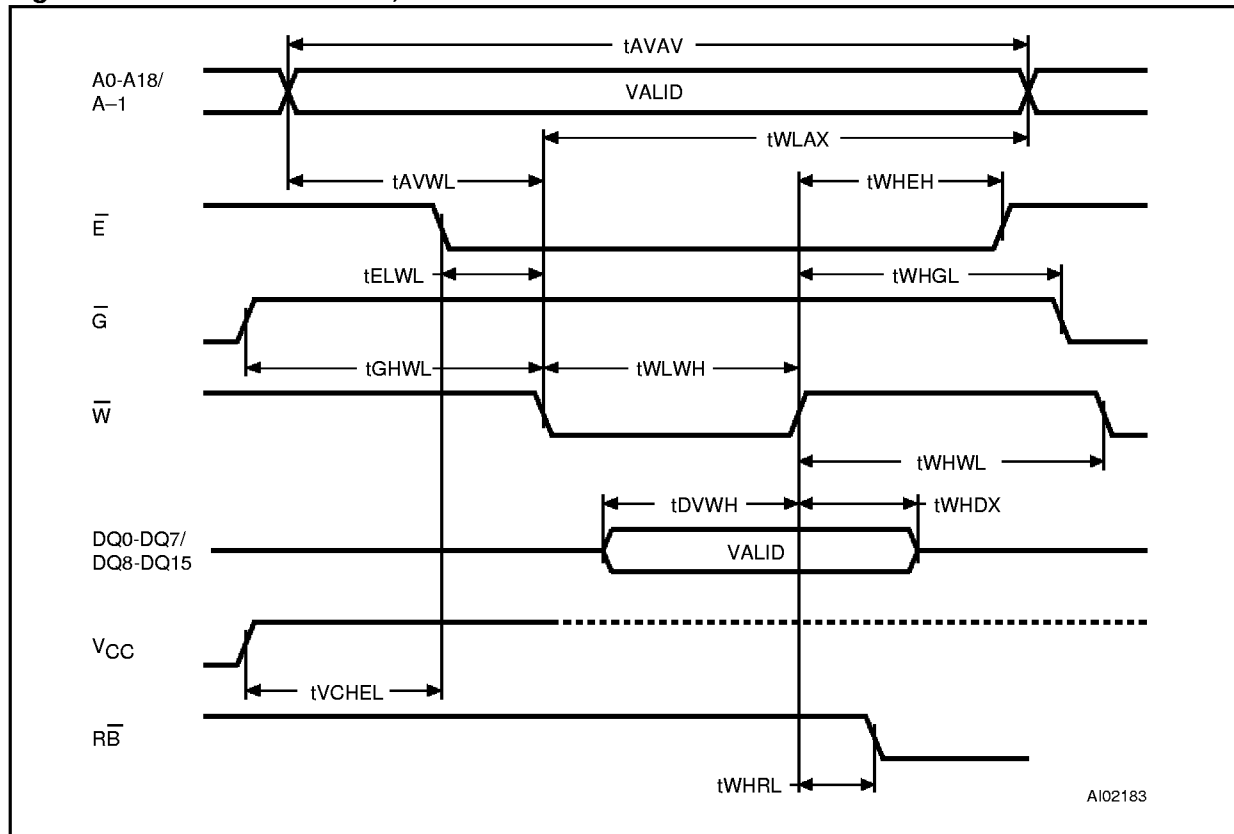 tAVAV
A0-A18/
A–1
VALID
tWLAX
tAVWL
tWHEH
E̅
tELWL
tWHGL
G̅
tGHWL
tWLWH
W̅
tWHWL
tDVWH
tWHDX
DQ0-DQ7/
DQ8-DQ15
VALID
VCC
tVCHEL
RB̅
tWHRL
AI02183